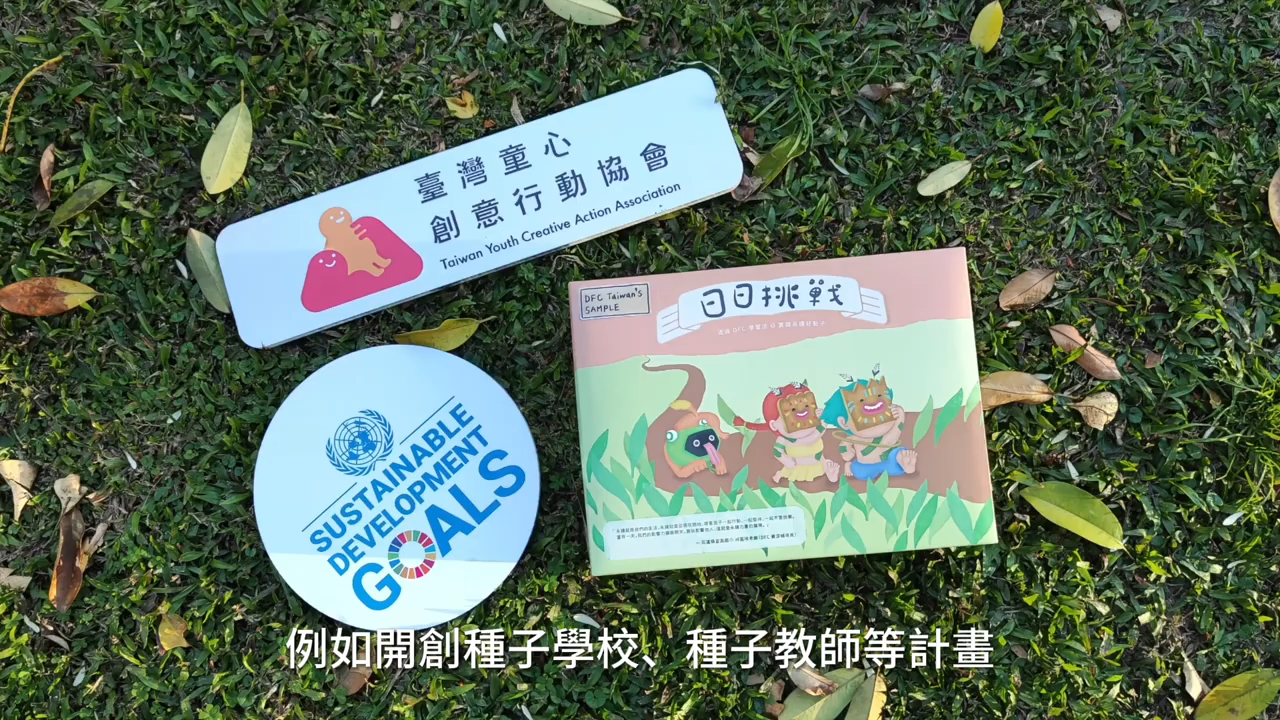 臺灣童心
創意行動協會
Taiwan Youth Creative Action Association
DFC Taiwan's
SAMPLE
日日挑戰
SUSTAINABLE
DEVELOPMENT
GOALS
例如開創種子學校、種子教師等計畫